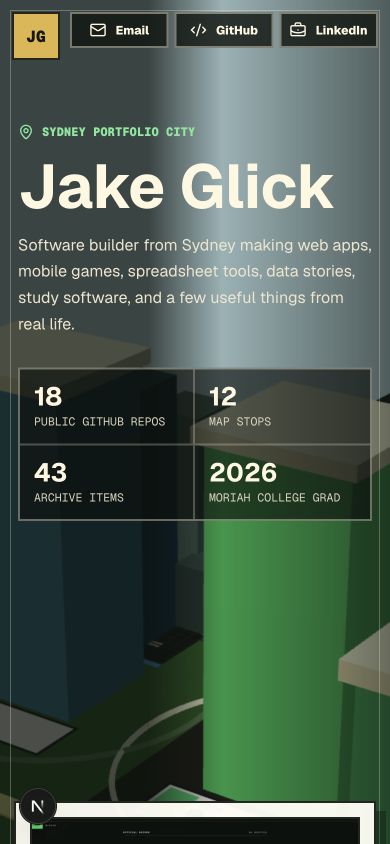 JG
Email
GitHub
LinkedIn
SYDNEY PORTFOLIO CITY
Jake Glick
Software builder from Sydney making web apps,
mobile games, spreadsheet tools, data stories,
study software, and a few useful things from
real life.
18
PUBLIC GITHUB REPOS
12
MAP STOPS
43
ARCHIVE ITEMS
2026
MORIAH COLLEGE GRAD
N